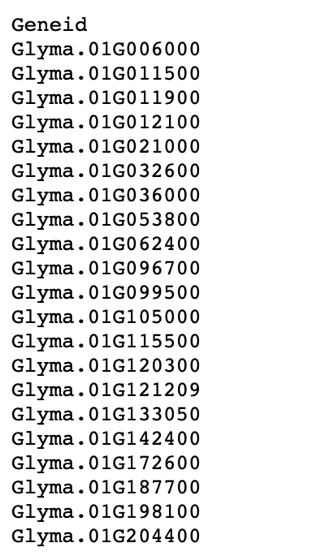 Geneid
Glyma.01G006000
Glyma.01G011500
Glyma.01G011900
Glyma.01G012100
Glyma.01G021000
Glyma.01G032600
Glyma.01G036000
Glyma.01G053800
Glyma.01G062400
Glyma.01G096700
Glyma.01G099500
Glyma.01G105000
Glyma.01G115500
Glyma.01G120300
Glyma.01G121209
Glyma.01G133050
Glyma.01G142400
Glyma.01G172600
Glyma.01G187700
Glyma.01G198100
Glyma.01G204400